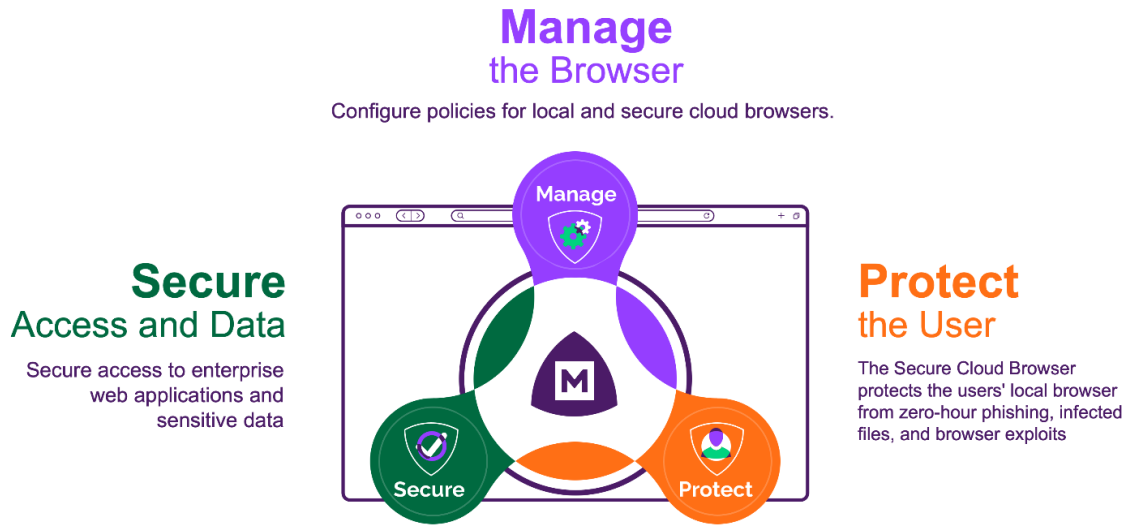 Manage
the Browser
Configure policies for local and secure cloud browsers.
Manage
Secure
Access and Data
Secure access to enterprise
web applications and
sensitive data
Protect
the User
The Secure Cloud Browser
protects the users' local browser
from zero-hour phishing, infected
files, and browser exploits
M
Secure
Protect